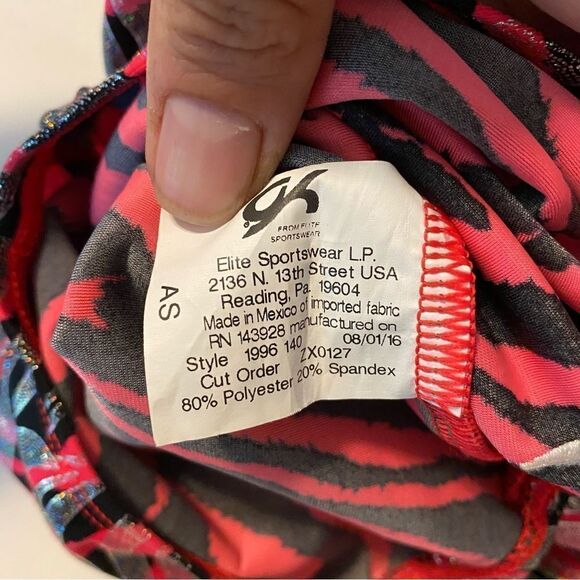 GK
FROM ELITE
SPORTSWEAR
Elite Sportswear L.P.
2136 N. 13th Street USA
Reading, Pa. 19604
Made in Mexico of imported fabric
RN 143928 manufactured on
08/01/16
Style 1996 140
Cut Order ZX0127
80% Polyester 20% Spandex
AS